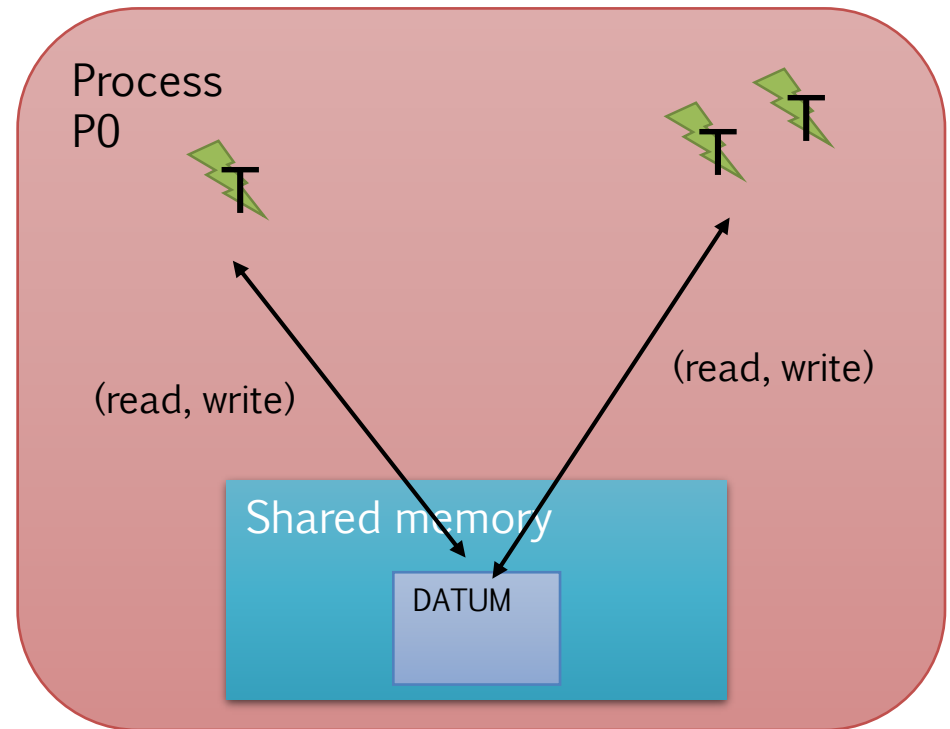 Process
P0
T
T
T
(read, write)
(read, write)
Shared memory
DATUM